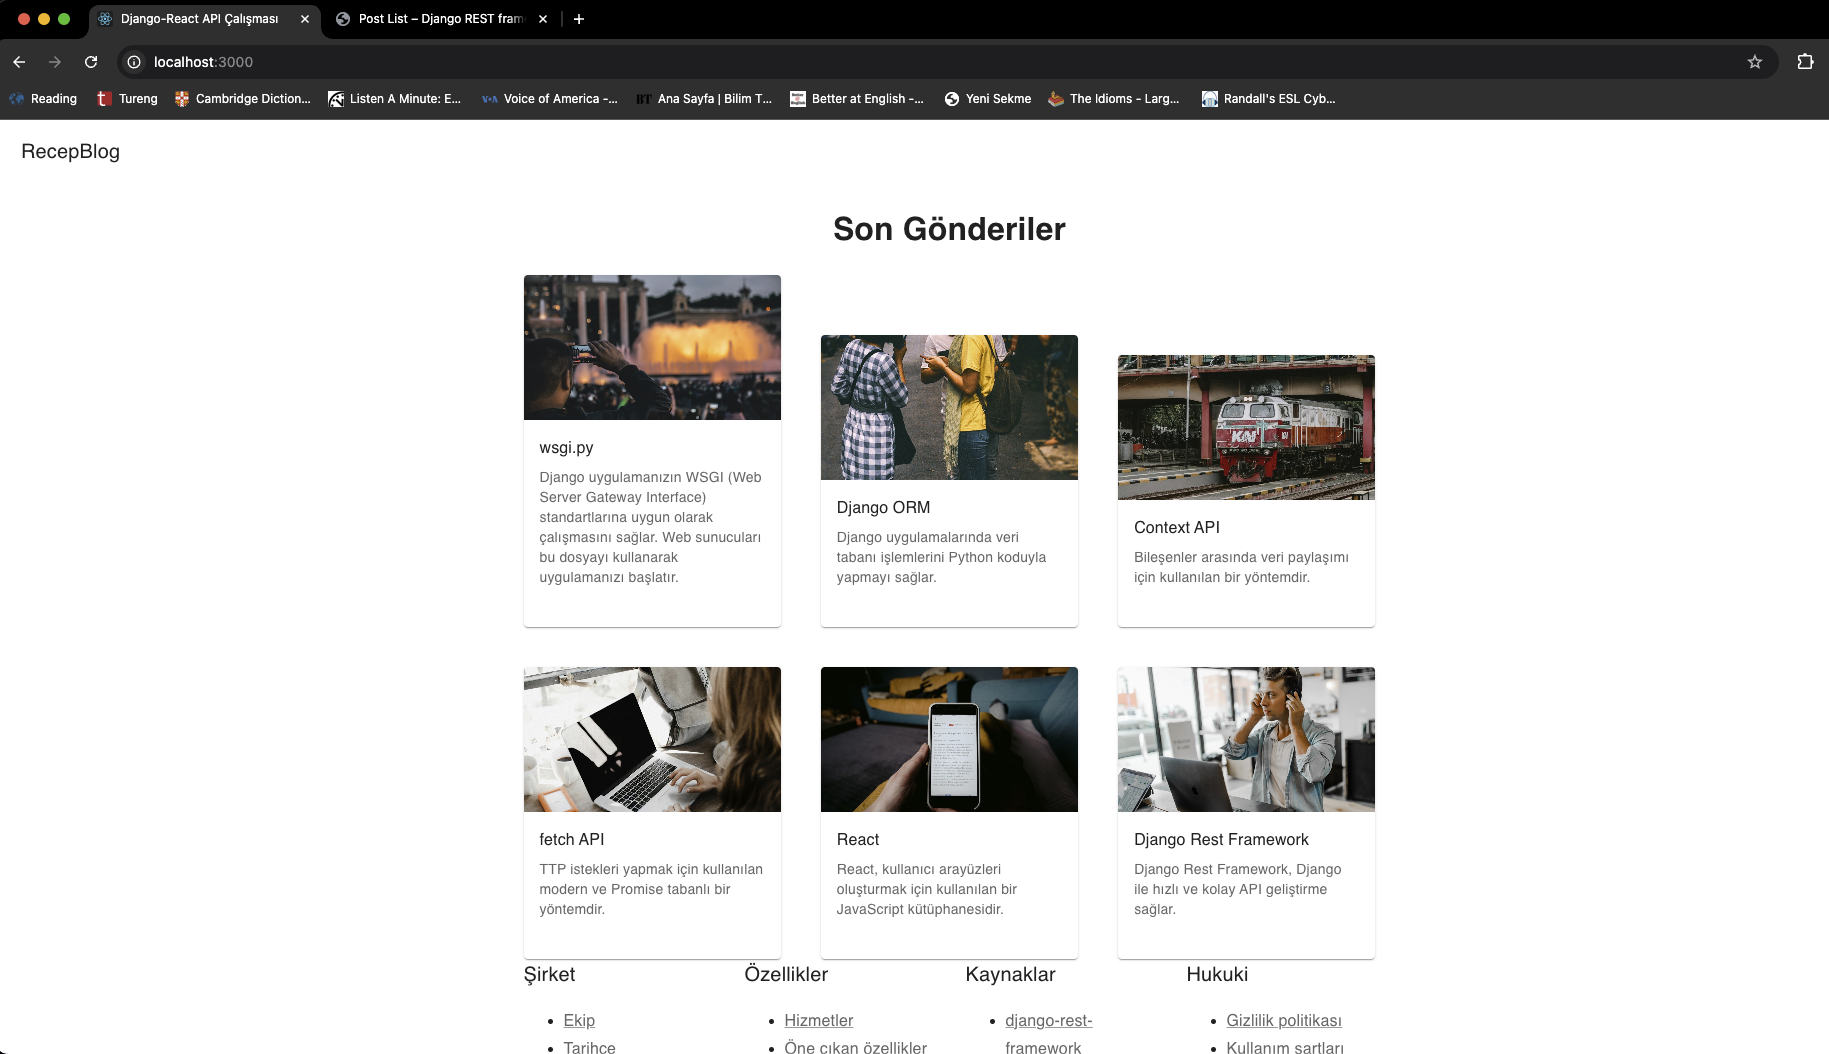 Django-React API Çalışması
Post List – Django REST fram
localhost:3000
Reading
Tureng
Cambridge Diction...
Listen A Minute: E...
VOA
Voice of America -...
BT
Ana Sayfa | Bilim T...
Better at English -...
Yeni Sekme
The Idioms - Larg...
Randall's ESL Cyb...
RecepBlog
Son Gönderiler
wsgi.py
Django uygulamanızın WSGI (Web
Server Gateway Interface)
standartlarına uygun olarak
çalışmasını sağlar. Web sunucuları
bu dosyayı kullanarak
uygulamanızı başlatır.
Django ORM
Django uygulamalarında veri
tabanı işlemlerini Python koduyla
yapmayı sağlar.
Context API
Bileşenler arasında veri paylaşımı
için kullanılan bir yöntemdir.
fetch API
TTP istekleri yapmak için kullanılan
modern ve Promise tabanlı bir
yöntemdir.
React
React, kullanıcı arayüzleri
oluşturmak için kullanılan bir
JavaScript kütüphanesidir.
Django Rest Framework
Django Rest Framework, Django
ile hızlı ve kolay API geliştirme
sağlar.
Şirket
Ekip
Tarihçe
Özellikler
Hizmetler
Öne çıkan özellikler
Kaynaklar
django-rest-
framework
Hukuki
Gizlilik politikası
Kullanım şartları